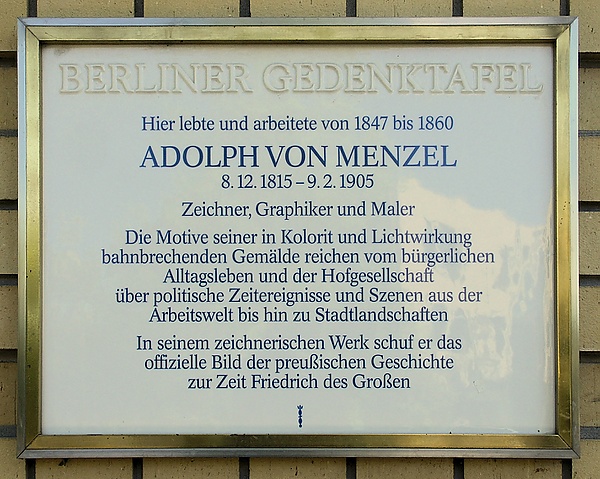 BERLINER GEDENKTAFEL
Hier lebte und arbeitete von 1847 bis 1860
ADOLPH VON MENZEL
8. 12. 1815 – 9. 2. 1905
Zeichner, Graphiker und Maler
Die Motive seiner in Kolorit und Lichtwirkung
bahnbrechenden Gemälde reichen vom bürgerlichen
Alltagsleben und der Hofgesellschaft
über politische Zeitereignisse und Szenen aus der
Arbeitswelt bis hin zu Stadtlandschaften
In seinem zeichnerischen Werk schuf er das
offizielle Bild der preußischen Geschichte
zur Zeit Friedrich des Großen